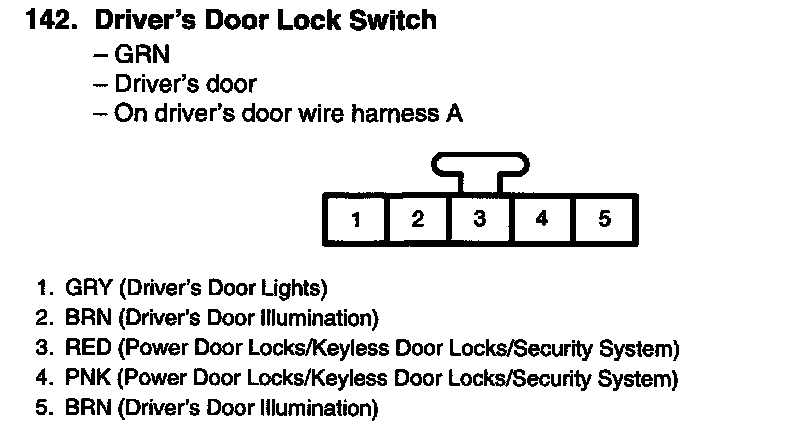 142. Driver's Door Lock Switch
– GRN
– Driver's door
– On driver's door wire harness A
1 2 3 4 5
1. GRY (Driver's Door Lights)
2. BRN (Driver's Door Illumination)
3. RED (Power Door Locks/Keyless Door Locks/Security System)
4. PNK (Power Door Locks/Keyless Door Locks/Security System)
5. BRN (Driver's Door Illumination)